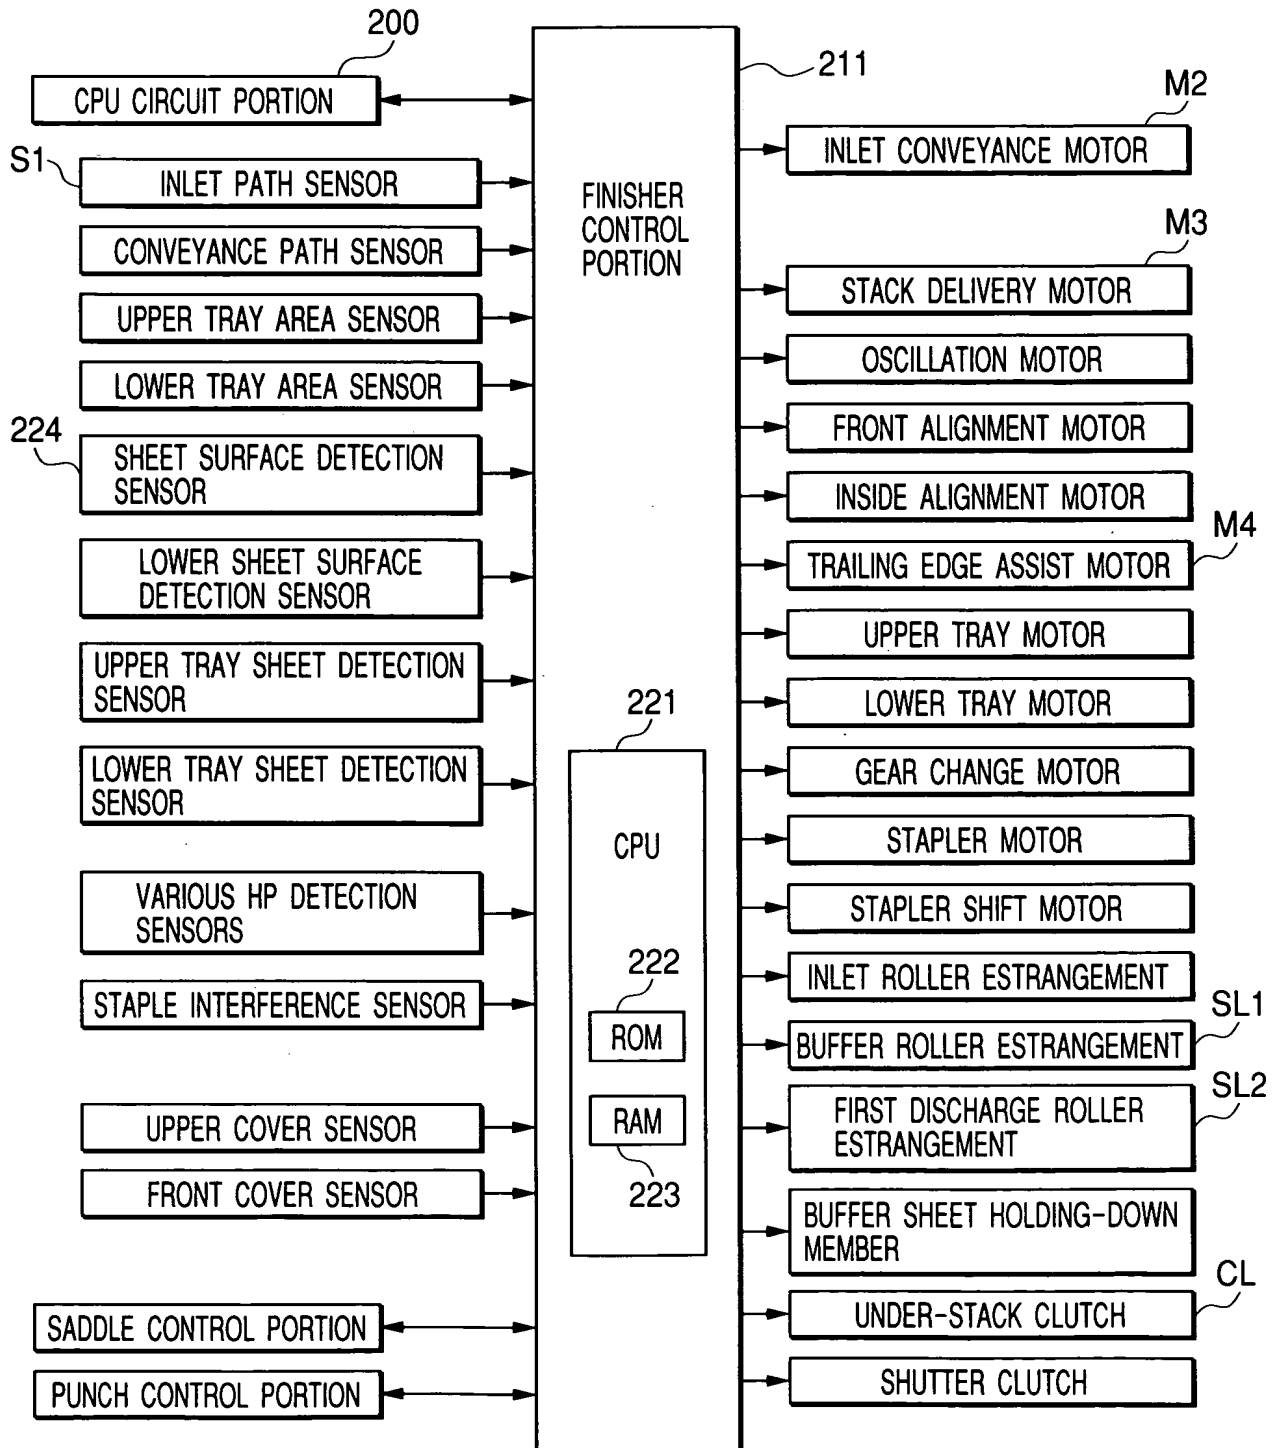 200
CPU CIRCUIT PORTION
S1
INLET PATH SENSOR
CONVEYANCE PATH SENSOR
UPPER TRAY AREA SENSOR
LOWER TRAY AREA SENSOR
224
SHEET SURFACE DETECTION
SENSOR
LOWER SHEET SURFACE
DETECTION SENSOR
UPPER TRAY SHEET DETECTION
SENSOR
LOWER TRAY SHEET DETECTION
SENSOR
VARIOUS HP DETECTION
SENSORS
STAPLE INTERFERENCE SENSOR
UPPER COVER SENSOR
FRONT COVER SENSOR
SADDLE CONTROL PORTION
PUNCH CONTROL PORTION
211
FINISHER
CONTROL
PORTION
221
CPU
222
ROM
RAM
223
M2
INLET CONVEYANCE MOTOR
M3
STACK DELIVERY MOTOR
OSCILLATION MOTOR
FRONT ALIGNMENT MOTOR
INSIDE ALIGNMENT MOTOR
M4
TRAILING EDGE ASSIST MOTOR
UPPER TRAY MOTOR
LOWER TRAY MOTOR
GEAR CHANGE MOTOR
STAPLER MOTOR
STAPLER SHIFT MOTOR
INLET ROLLER ESTRANGEMENT
SL1
BUFFER ROLLER ESTRANGEMENT
SL2
FIRST DISCHARGE ROLLER
ESTRANGEMENT
BUFFER SHEET HOLDING-DOWN
MEMBER
CL
UNDER-STACK CLUTCH
SHUTTER CLUTCH